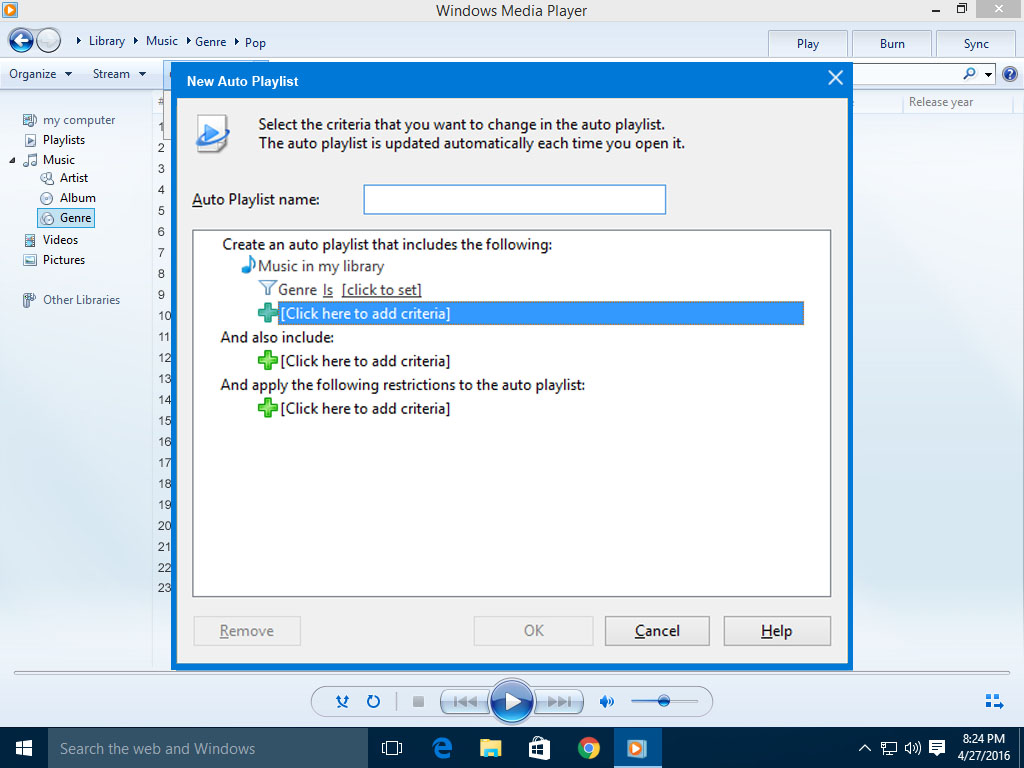 Windows Media Player
Library Music Genre Pop
Play Burn Sync
Organize Stream
New Auto Playlist
Release year
Select the criteria that you want to change in the auto playlist.
The auto playlist is updated automatically each time you open it.
Auto Playlist name:
my computer
Playlists
Music
Artist
Album
Genre
Videos
Pictures
Other Libraries
#
1
2
3
4
5
6
7
8
9
10
11
12
13
14
15
16
17
18
19
20
21
22
23
Create an auto playlist that includes the following:
Music in my library
Genre Is [click to set]
[Click here to add criteria]
And also include:
[Click here to add criteria]
And apply the following restrictions to the auto playlist:
[Click here to add criteria]
Remove OK Cancel Help
Search the web and Windows
8:24 PM
4/27/2016